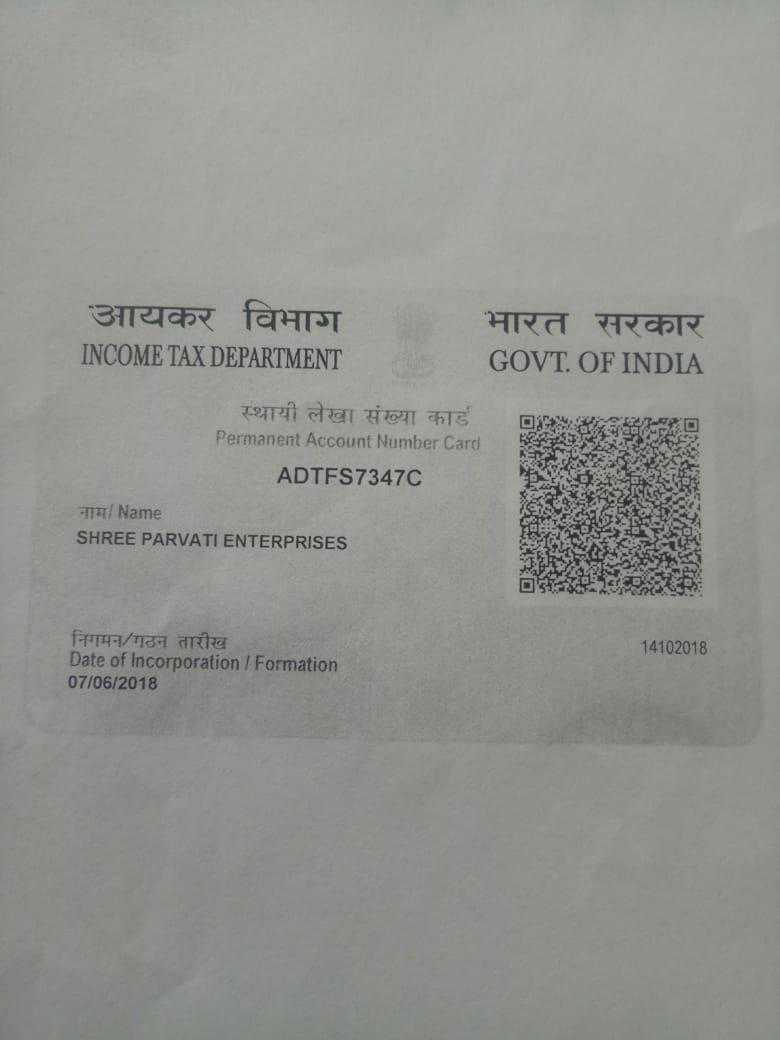 आयकर विभाग
INCOME TAX DEPARTMENT
भारत सरकार
GOVT. OF INDIA
स्थायी लेखा संख्या कार्ड
Permanent Account Number Card
ADTFS7347C
नाम/ Name
SHREE PARVATI ENTERPRISES
निगमन/गठन तारीख
Date of Incorporation / Formation
07/06/2018
14102018